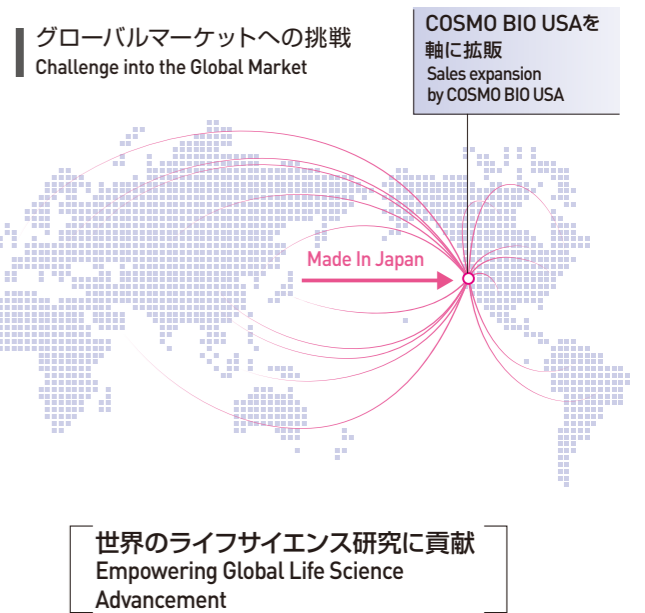 グローバルマーケットへの挑戦
Challenge into the Global Market
COSMO BIO USAを
軸に拡販
Sales expansion
by COSMO BIO USA
Made In Japan
世界のライフサイエンス研究に貢献
Empowering Global Life Science
Advancement